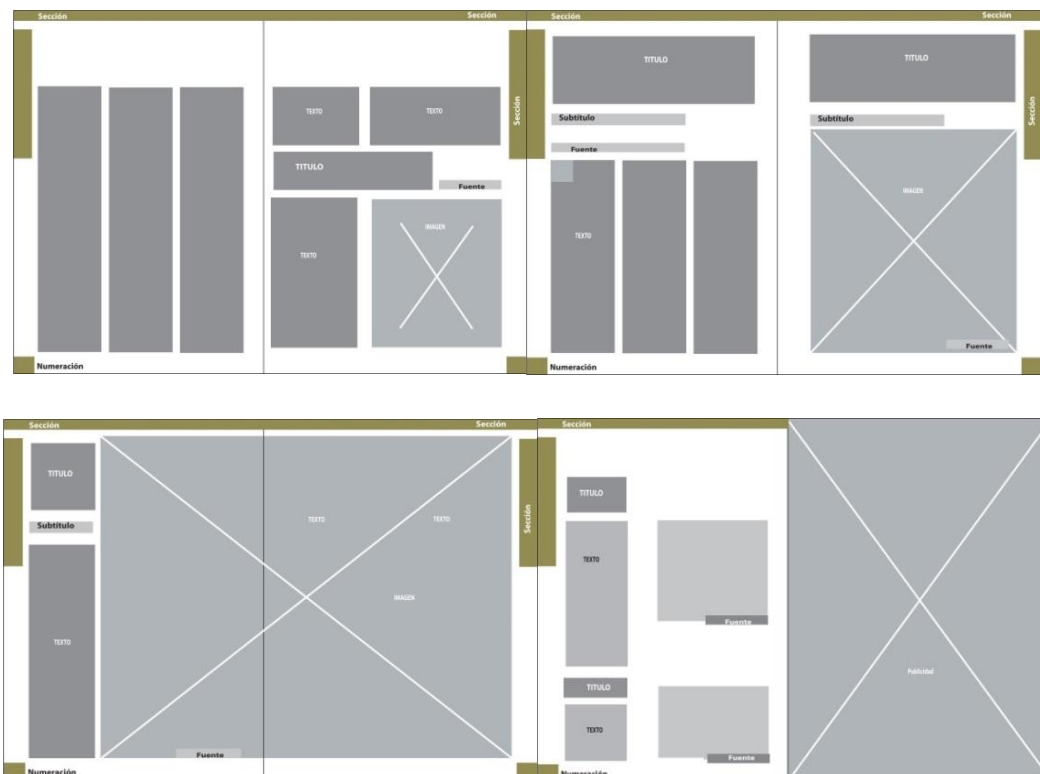 Sección
Sección
Sección
TEXTO
TEXTO
TITULO
Fuente
TEXTO
IMAGEN
Numeración
Sección
Sección
Sección
TITULO
TITULO
Subtítulo
Subtítulo
Fuente
TEXTO
IMAGEN
Fuente
Numeración
Sección
Sección
Sección
TITULO
Subtítulo
TEXTO
TEXTO
TEXTO
IMAGEN
Fuente
Numeración
Sección
TITULO
TEXTO
Fuente
TITULO
TEXTO
Fuente
Publicidad
Numeración